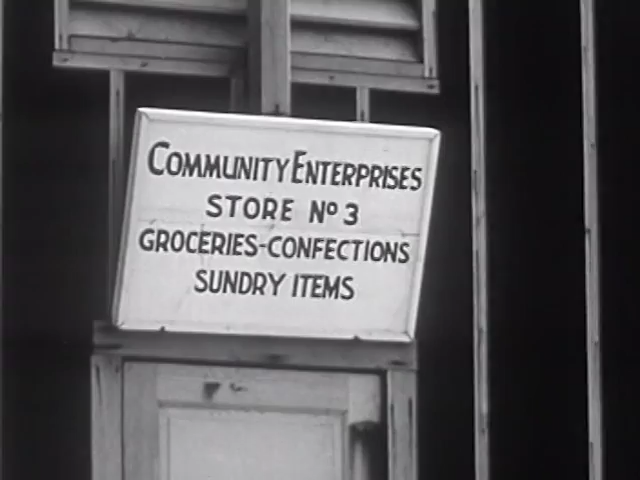 COMMUNITY ENTERPRISES
STORE No 3
GROCERIES-CONFECTIONS
SUNDRY ITEMS